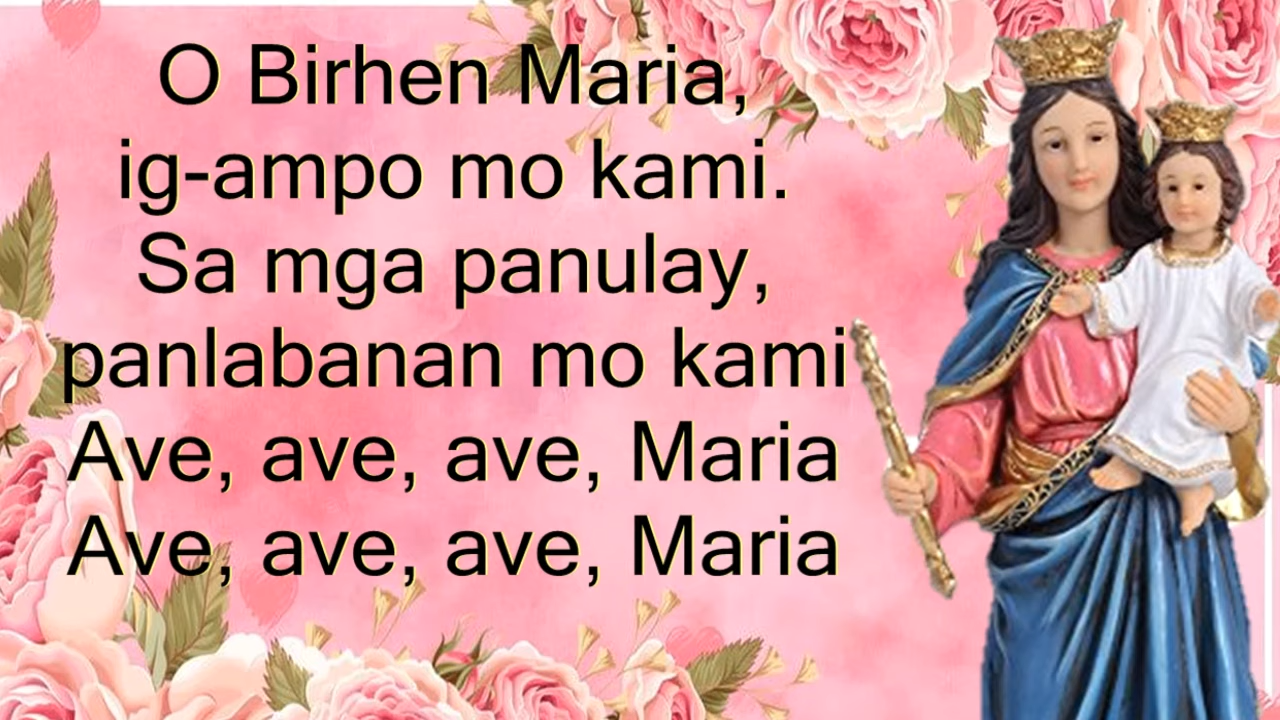 O Birhen Maria,
ig-ampo mo kami.
Sa mga panulay,
panlabanan mo kami
Ave, ave, ave, Maria
Ave, ave, ave, Maria